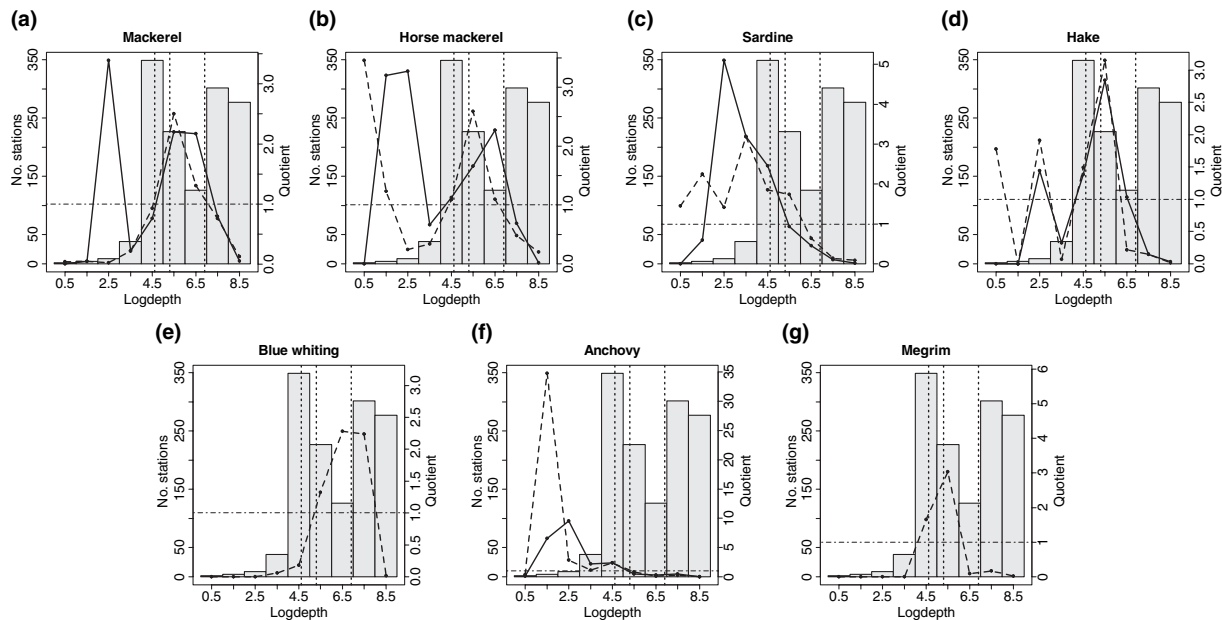 (a)
Mackerel
No. stations
0 50 150 250 350
0.0 1.0 2.0 3.0
Quotient
0.5 2.5 4.5 6.5 8.5
Logdepth
(b)
Horse mackerel
No. stations
0 50 150 250 350
0.0 1.0 2.0 3.0
Quotient
0.5 2.5 4.5 6.5 8.5
Logdepth
(c)
Sardine
No. stations
0 50 150 250 350
0 1 2 3 4 5
Quotient
0.5 2.5 4.5 6.5 8.5
Logdepth
(d)
Hake
No. stations
0 50 150 250 350
0.0 0.5 1.0 1.5 2.0 2.5 3.0
Quotient
0.5 2.5 4.5 6.5 8.5
Logdepth
(e)
Blue whiting
No. stations
0 50 150 250 350
0.0 0.5 1.0 1.5 2.0 2.5 3.0
Quotient
0.5 2.5 4.5 6.5 8.5
Logdepth
(f)
Anchovy
No. stations
0 50 150 250 350
0 5 10 15 20 25 30 35
Quotient
0.5 2.5 4.5 6.5 8.5
Logdepth
(g)
Megrim
No. stations
0 50 150 250 350
0 1 2 3 4 5 6
Quotient
0.5 2.5 4.5 6.5 8.5
Logdepth